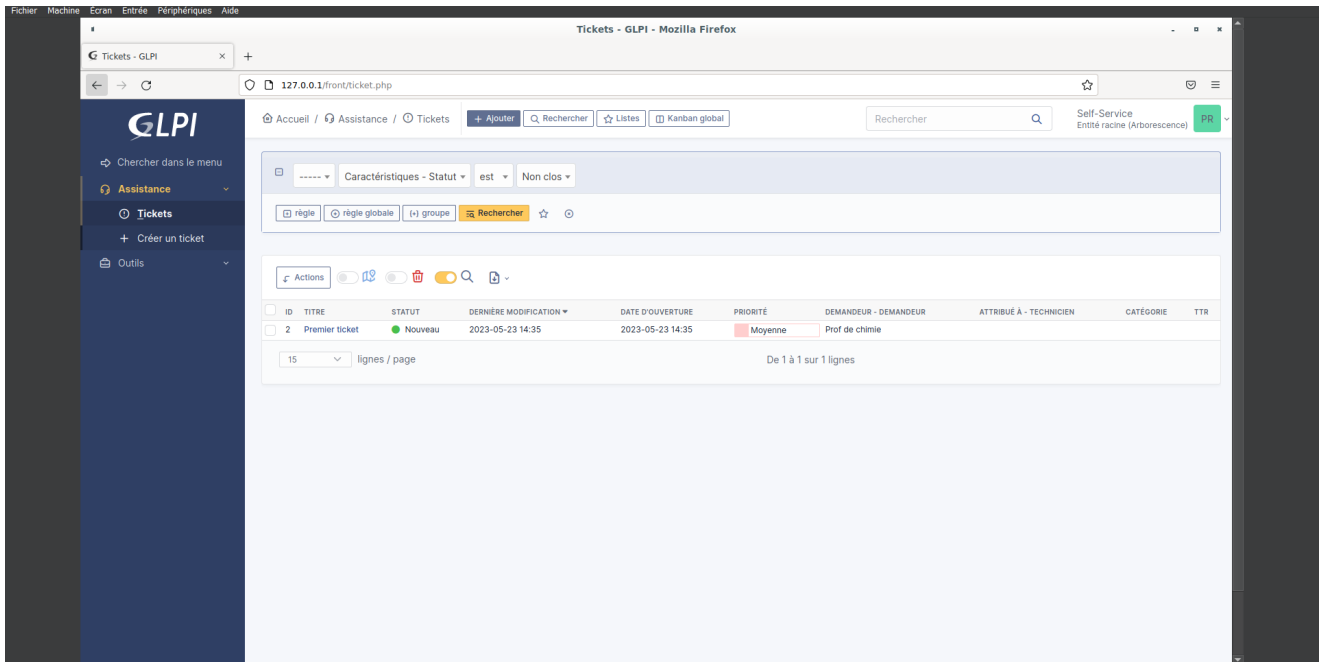 Fichier Machine Écran Entrée Périphériques Aide
Tickets - GLPI - Mozilla Firefox
Tickets - GLPI
127.0.0.1/front/ticket.php
GLPI
Accueil / Assistance / Tickets + Ajouter Rechercher Listes Kanban global Rechercher Self-Service
Entité racine (Arborescence) PR
Chercher dans le menu
Assistance
Tickets
+ Créer un ticket
Outils
----- Caractéristiques - Statut est Non clos
règle règle globale (+) groupe Rechercher
Actions
ID TITRE STATUT DERNIÈRE MODIFICATION DATE D'OUVERTURE PRIORITÉ DEMANDEUR - DEMANDEUR ATTRIBUÉ À - TECHNICIEN CATÉGORIE TTR
2 Premier ticket Nouveau 2023-05-23 14:35 2023-05-23 14:35 Moyenne Prof de chimie
15 lignes / page De 1 à 1 sur 1 lignes